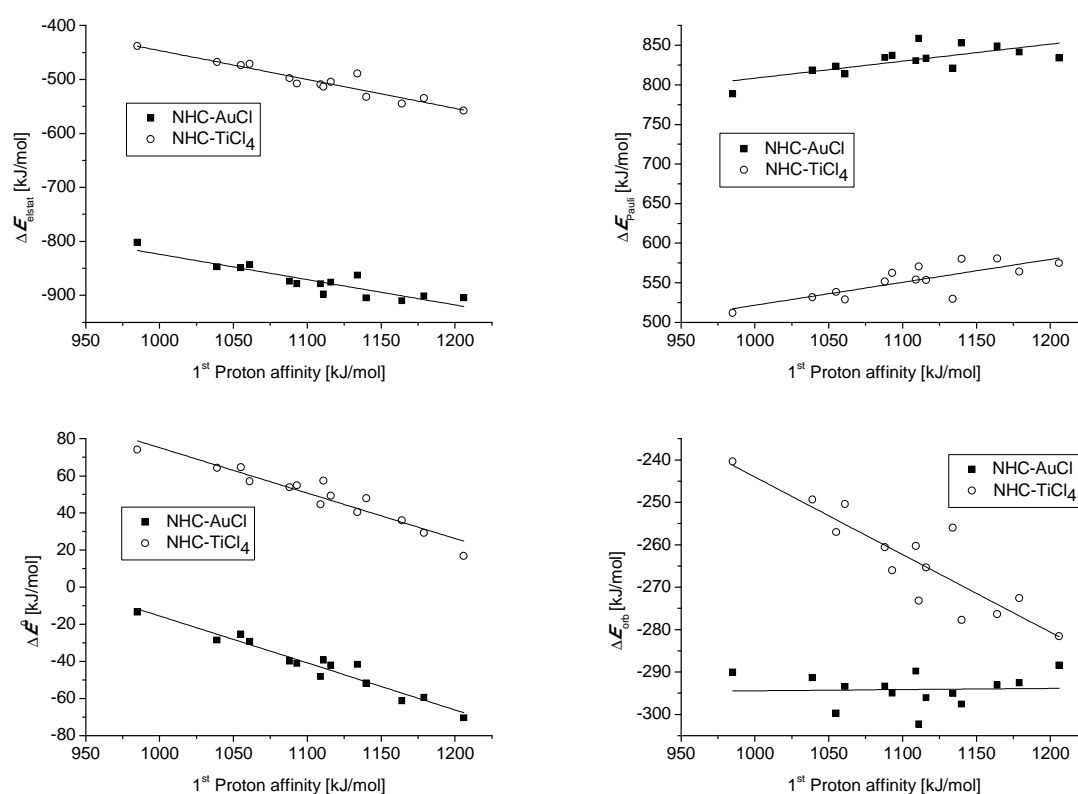 ΔE_elstat [kJ/mol]
-400
-500
-600
-700
-800
-900
NHC-AuCl
NHC-TiCl₄
950 1000 1050 1100 1150 1200
1ˢᵗ Proton affinity [kJ/mol]
ΔE_Pauli [kJ/mol]
850
800
750
700
650
600
550
500
NHC-AuCl
NHC-TiCl₄
950 1000 1050 1100 1150 1200
1ˢᵗ Proton affinity [kJ/mol]
ΔE⁰ [kJ/mol]
80
60
40
20
0
-20
-40
-60
-80
NHC-AuCl
NHC-TiCl₄
950 1000 1050 1100 1150 1200
1ˢᵗ Proton affinity [kJ/mol]
ΔE_orb [kJ/mol]
-240
-250
-260
-270
-280
-290
-300
NHC-AuCl
NHC-TiCl₄
950 1000 1050 1100 1150 1200
1ˢᵗ Proton affinity [kJ/mol]